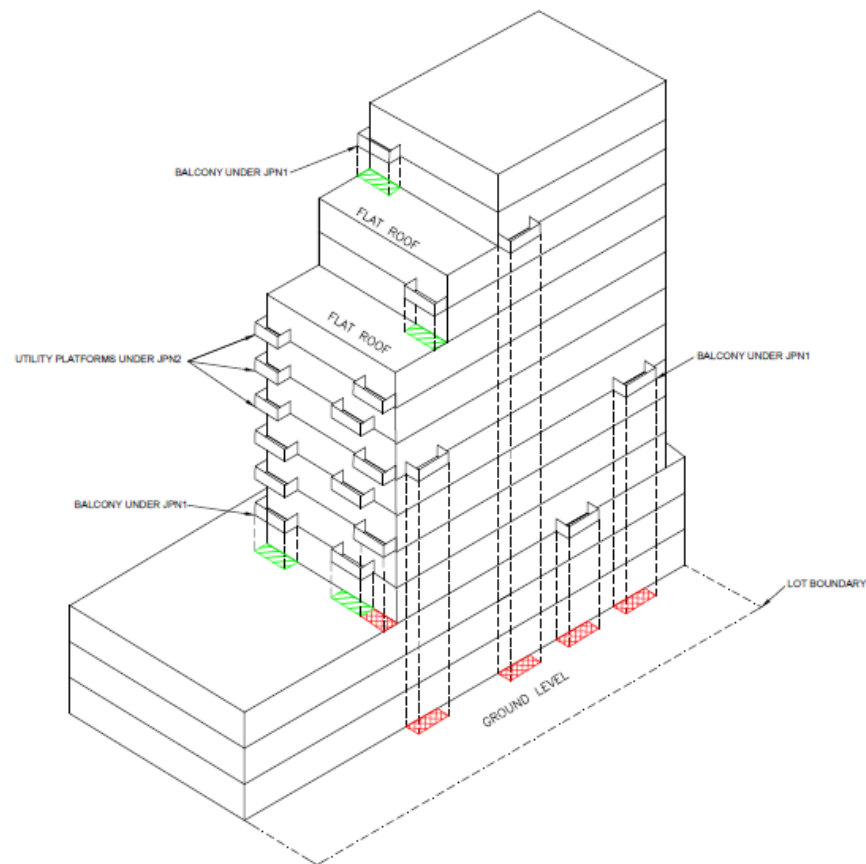 BALCONY UNDER JPN1
FLAT ROOF
FLAT ROOF
UTILITY PLATFORMS UNDER JPN2
BALCONY UNDER JPN1
BALCONY UNDER JPN1
LOT BOUNDARY
GROUND LEVEL